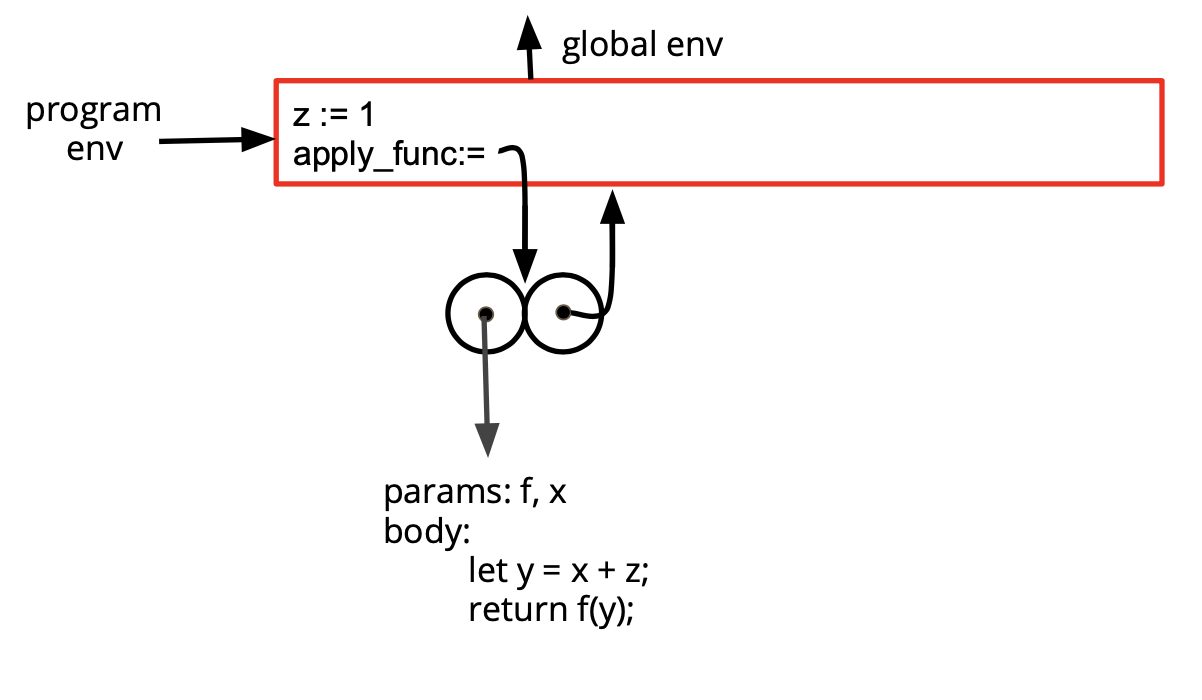 global env
program
env
z := 1
apply_func:=
params: f, x
body:
let y = x + z;
return f(y);